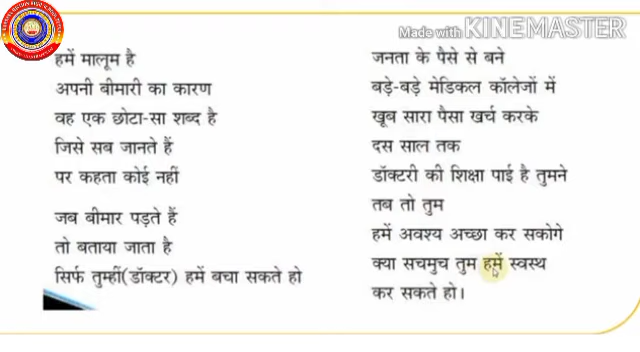 Made with KINEMASTER
हमें मालूम है
अपनी बीमारी का कारण
वह एक छोटा-सा शब्द है
जिसे सब जानते हैं
पर कहता कोई नहीं
जब बीमार पड़ते हैं
तो बताया जाता है
सिर्फ तुम्हीं (डॉक्टर) हमें बचा सकते हो
जनता के पैसे से बने
बड़े-बड़े मेडिकल कॉलेजों में
खूब सारा पैसा खर्च करके
दस साल तक
डॉक्टरी की शिक्षा पाई है तुमने
तब तो तुम
हमें अवश्य अच्छा कर सकोगे
क्या सचमुच तुम हमें स्वस्थ
कर सकते हो।